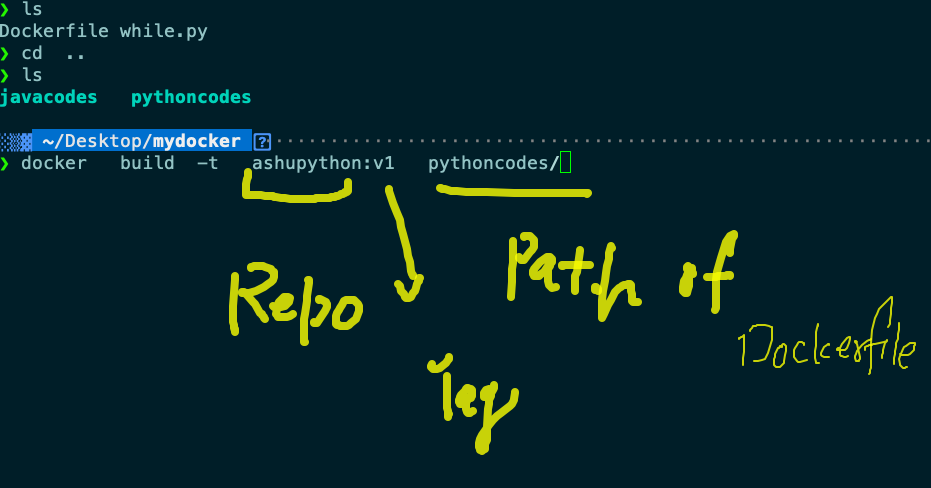 ❯ ls
Dockerfile while.py
❯ cd ..
❯ ls
javacodes pythoncodes
~/Desktop/mydocker ?
❯ docker build -t ashupython:v1 pythoncodes/
Repo
Path of
Dockerfile
Tag